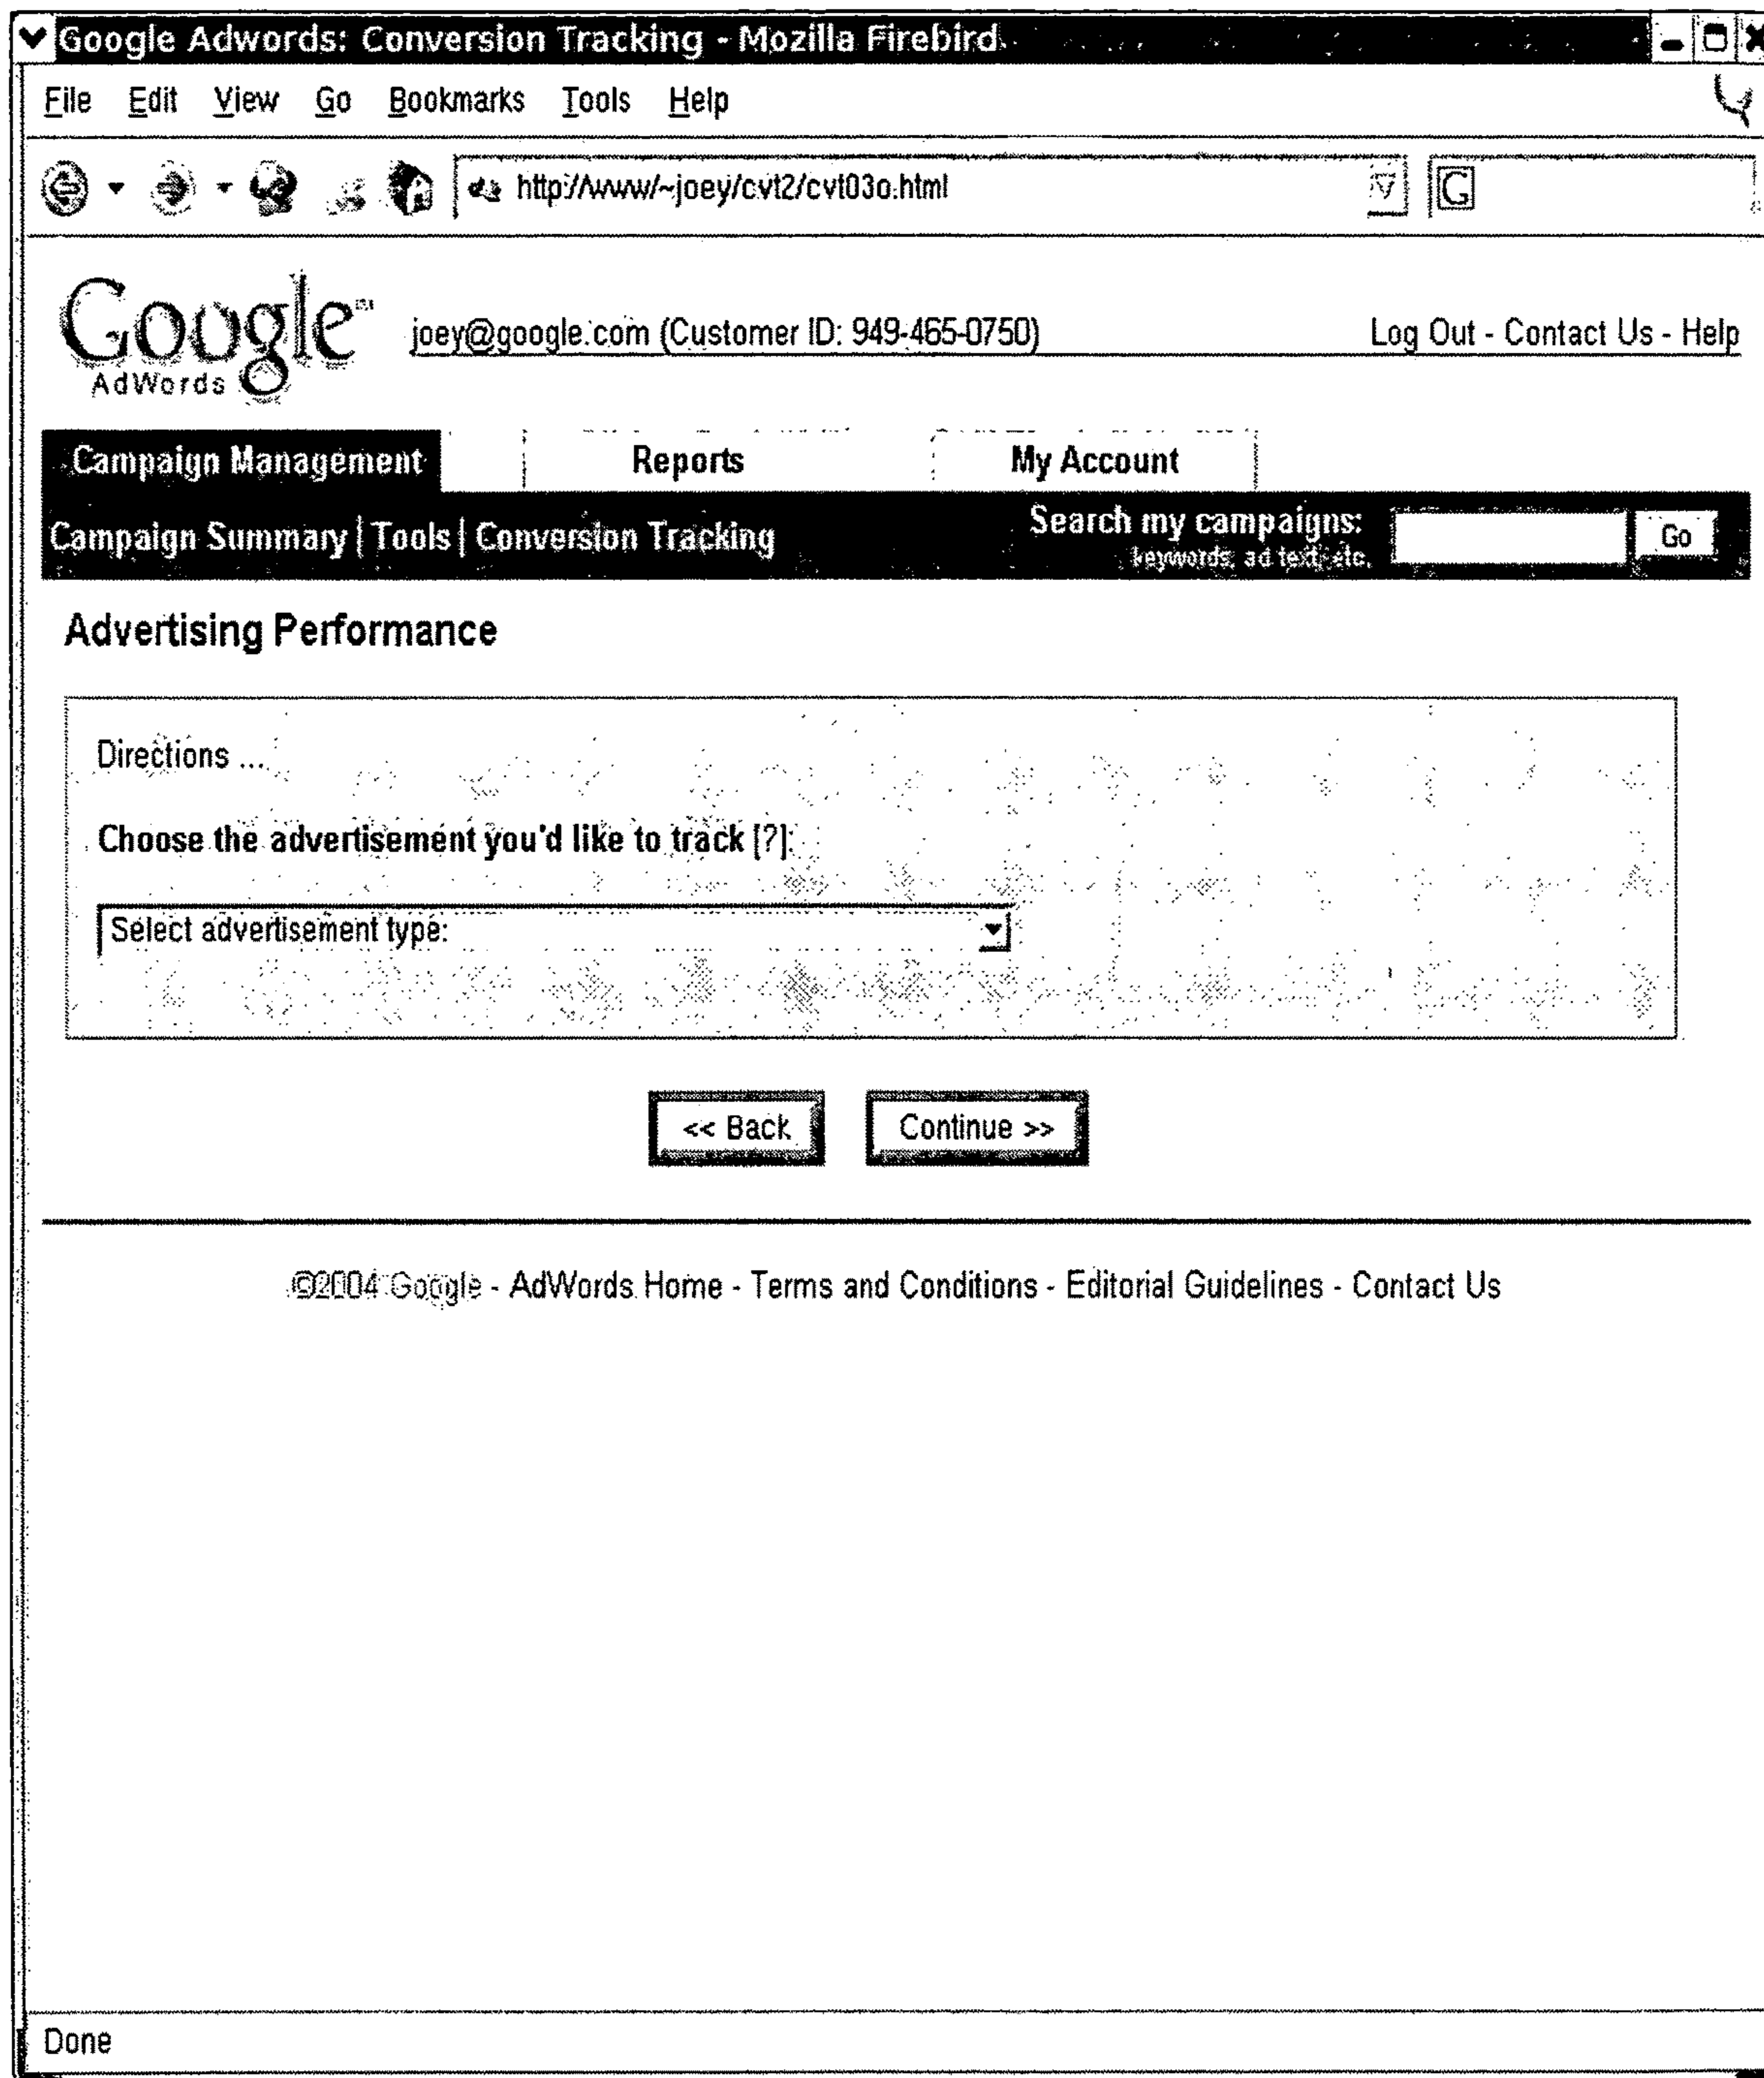 Google Adwords: Conversion Tracking - Mozilla Firebird
File Edit View Go Bookmarks Tools Help
http://www/~joey/cvt2/cvt03o.html G
Google™
AdWords
joey@google.com (Customer ID: 949-465-0750) Log Out - Contact Us - Help
Campaign Management Reports My Account
Campaign Summary | Tools | Conversion Tracking Search my campaigns: Go
keywords, ad text, etc.
Advertising Performance
Directions ...
Choose the advertisement you'd like to track [?]:
Select advertisement type:
<< Back Continue >>
©2004 Google - AdWords Home - Terms and Conditions - Editorial Guidelines - Contact Us
Done